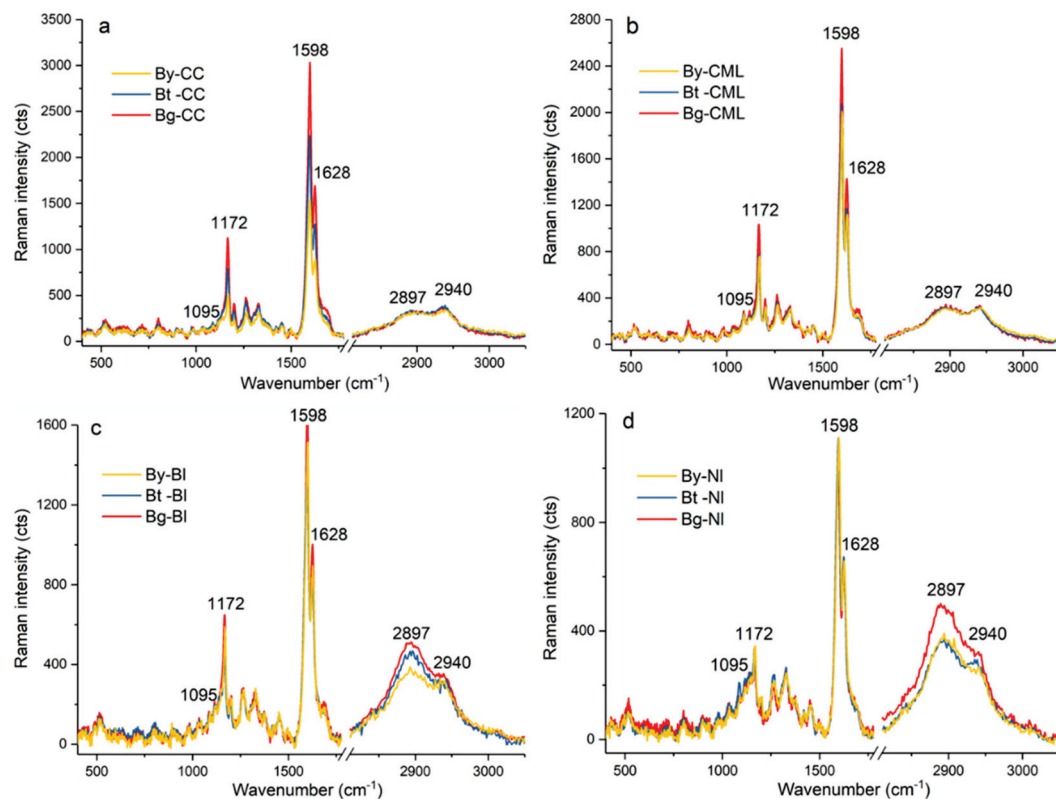 a
3500
3000
2500
2000
1500
1000
500
0
Raman intensity (cts)
By-CC
Bt -CC
Bg-CC
1598
1628
1172
1095
2897
2940
500
1000
1500
2900
3000
Wavenumber (cm-1)
b
2800
2400
2000
1600
1200
800
400
0
Raman intensity (cts)
By-CML
Bt -CML
Bg-CML
1598
1628
1172
1095
2897
2940
500
1000
1500
2900
3000
Wavenumber (cm-1)
c
1600
1200
800
400
0
Raman intensity (cts)
By-BI
Bt -BI
Bg-BI
1598
1628
1172
1095
2897
2940
500
1000
1500
2900
3000
Wavenumber (cm-1)
d
1200
800
400
0
Raman intensity (cts)
By-NI
Bt -NI
Bg-NI
1598
1628
1172
1095
2897
2940
500
1000
1500
2900
3000
Wavenumber (cm-1)